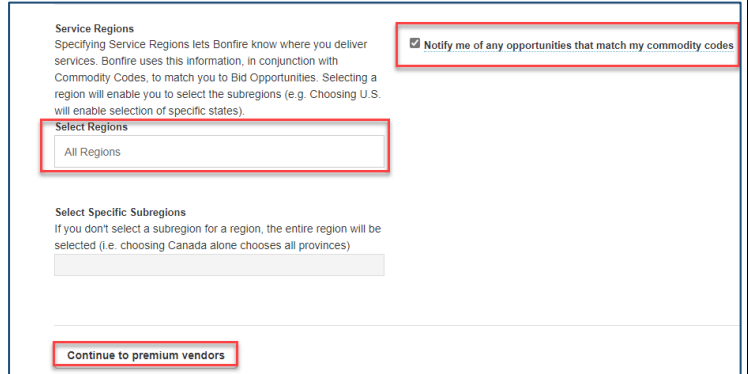 Service Regions
Specifying Service Regions lets Bonfire know where you deliver
services. Bonfire uses this information, in conjunction with
Commodity Codes, to match you to Bid Opportunities. Selecting a
region will enable you to select the subregions (e.g. Choosing U.S.
will enable selection of specific states).
Select Regions
All Regions
Select Specific Subregions
If you don't select a subregion for a region, the entire region will be
selected (i.e. choosing Canada alone chooses all provinces)
Notify me of any opportunities that match my commodity codes
Continue to premium vendors